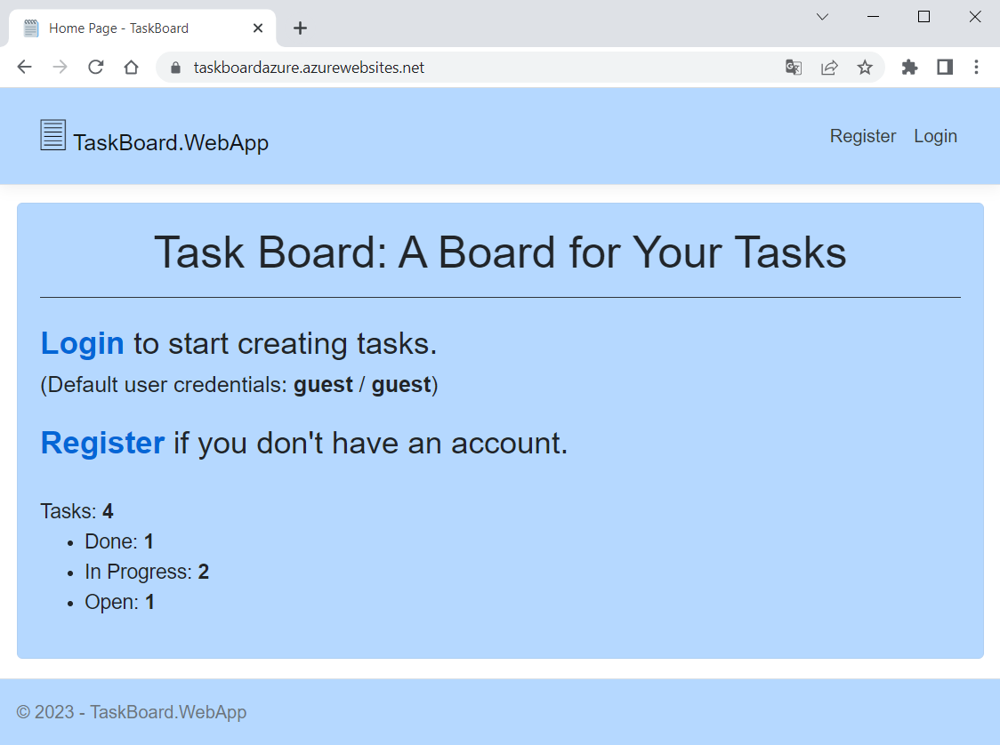 Home Page - TaskBoard
taskboardazure.azurewebsites.net
TaskBoard.WebApp
Register Login
Task Board: A Board for Your Tasks
Login to start creating tasks.
(Default user credentials: guest / guest)
Register if you don't have an account.
Tasks: 4
• Done: 1
• In Progress: 2
• Open: 1
© 2023 - TaskBoard.WebApp